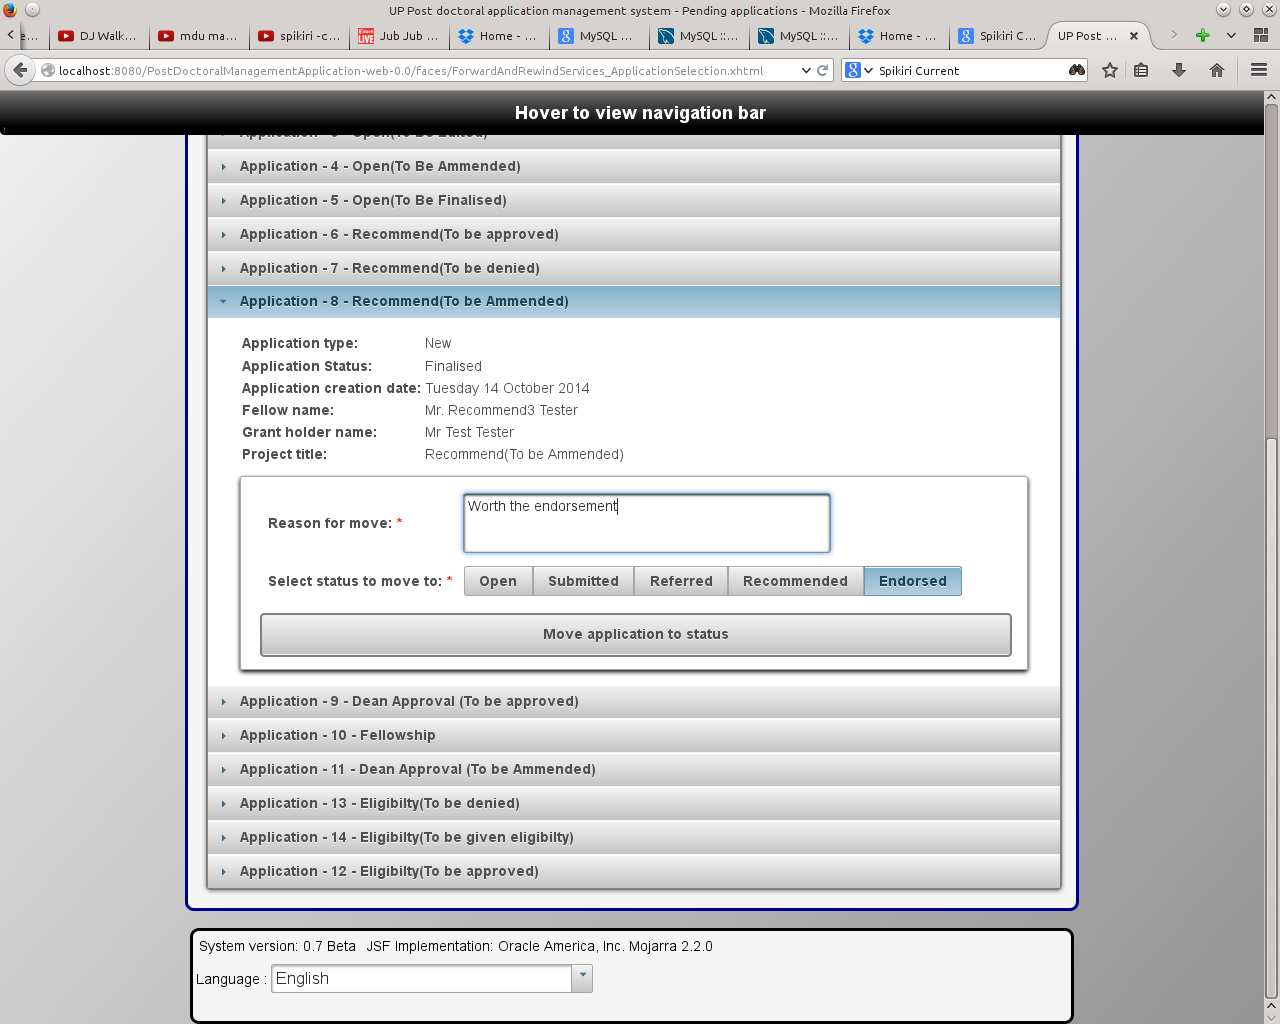 UP Post doctoral application management system - Pending applications - Mozilla Firefox
e... DJ Walk... mdu ma... spikiri -c... Jub Jub ... Home - ... MySQL ... MySQL ::... MySQL ::... Home - ... Spikiri C... UP Post ...
localhost:8080/PostDoctoralManagementApplication-web-0.0/faces/ForwardAndRewindServices_ApplicationSelection.xhtml Spikiri Current
Hover to view navigation bar
Application - 4 - Open(To Be Ammended)
Application - 5 - Open(To Be Finalised)
Application - 6 - Recommend(To be approved)
Application - 7 - Recommend(To be denied)
Application - 8 - Recommend(To be Ammended)
Application type: New
Application Status: Finalised
Application creation date: Tuesday 14 October 2014
Fellow name: Mr. Recommend3 Tester
Grant holder name: Mr Test Tester
Project title: Recommend(To be Ammended)
Reason for move: * Worth the endorsement
Select status to move to: * Open Submitted Referred Recommended Endorsed
Move application to status
Application - 9 - Dean Approval (To be approved)
Application - 10 - Fellowship
Application - 11 - Dean Approval (To be Ammended)
Application - 13 - Eligibilty(To be denied)
Application - 14 - Eligibilty(To be given eligibilty)
Application - 12 - Eligibilty(To be approved)
System version: 0.7 Beta JSF Implementation: Oracle America, Inc. Mojarra 2.2.0
Language : English